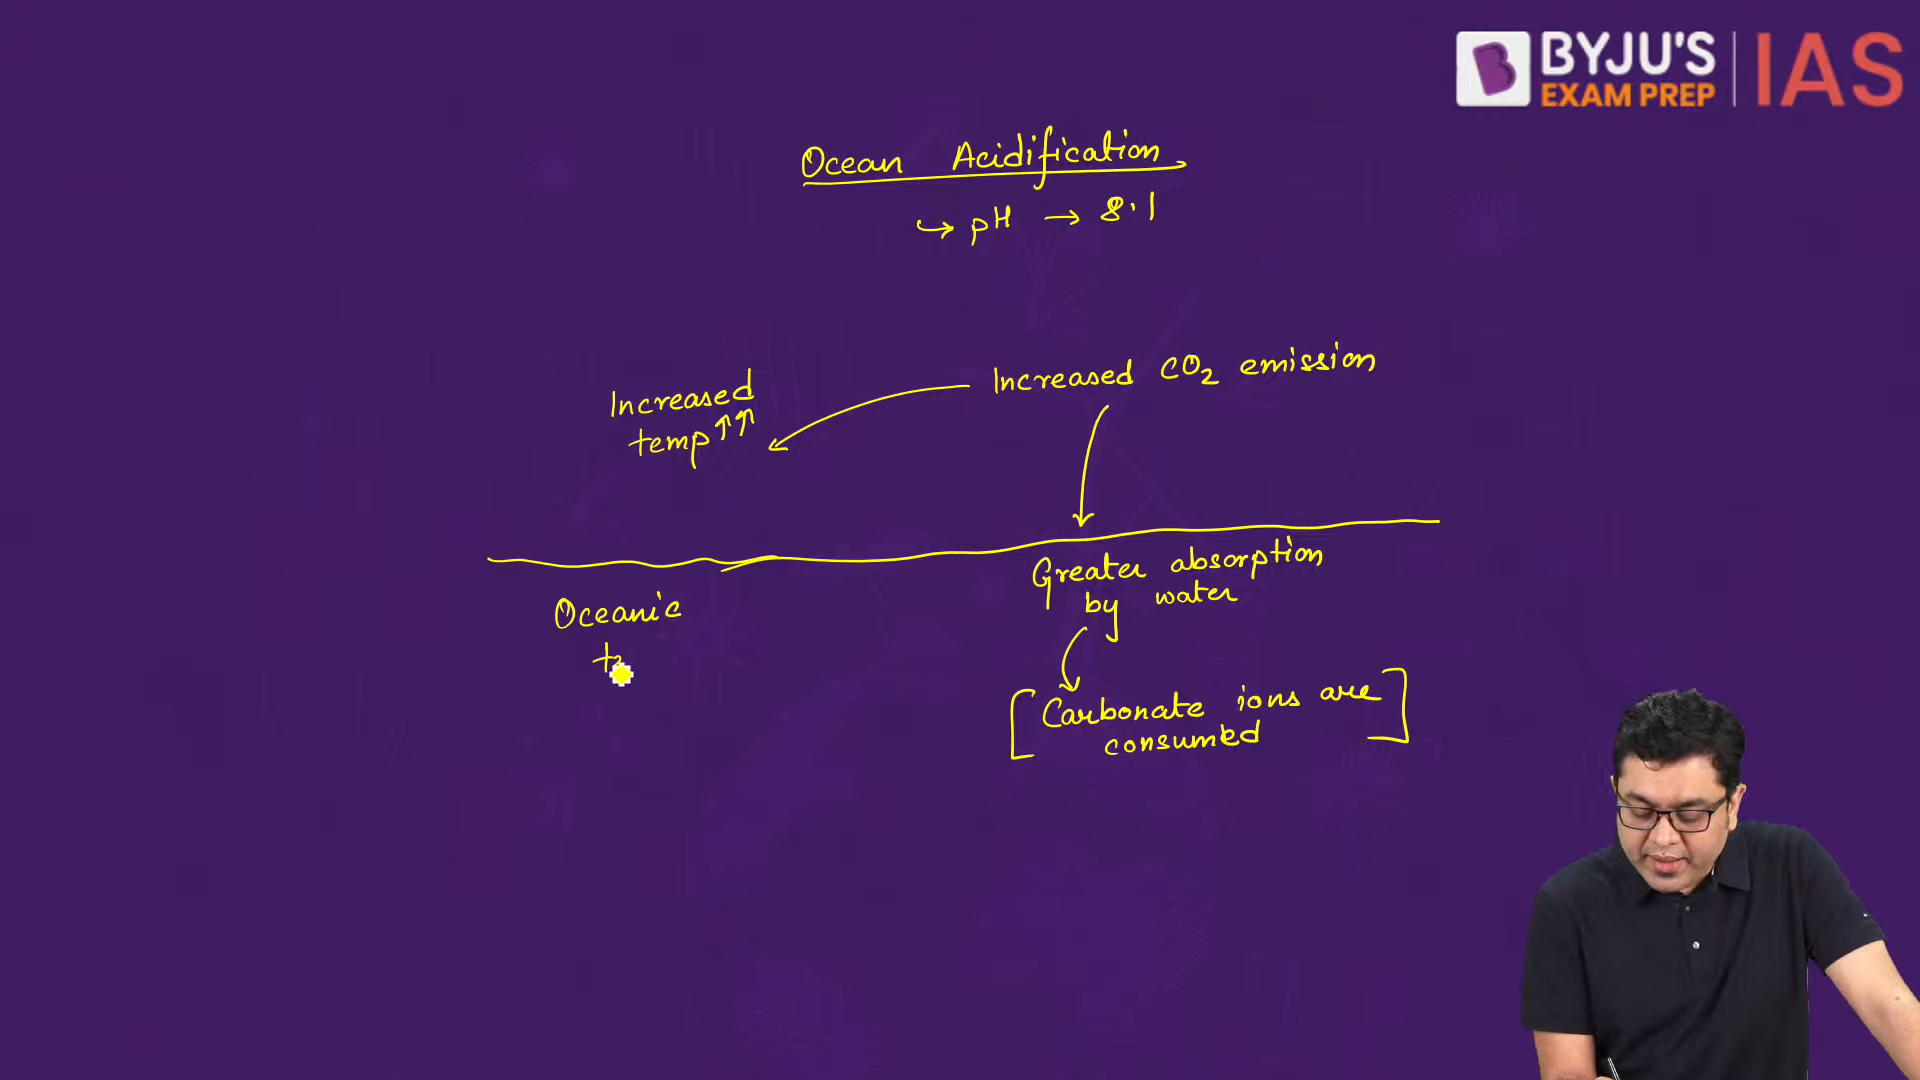 BYJU'S
EXAM PREP
IAS
Ocean Acidification
↪ pH → 8.1
Increased CO₂ emission
Increased
temp ↑↑
Greater absorption
by water
Oceanic
Carbonate ions are
consumed